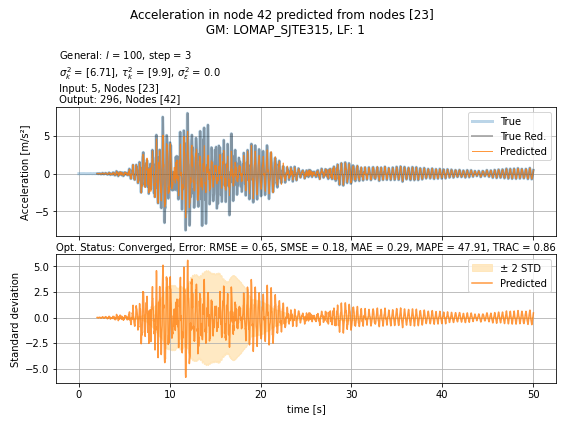 Acceleration in node 42 predicted from nodes [23]
GM: LOMAP_SJTE315, LF: 1
General: l = 100, step = 3
σ²ₖ = [6.71], τ²ₖ = [9.9], σ²ε = 0.0
Input: 5, Nodes [23]
Output: 296, Nodes [42]
Acceleration [m/s²]
5
0
−5
True
True Red.
Predicted
Opt. Status: Converged, Error: RMSE = 0.65, SMSE = 0.18, MAE = 0.29, MAPE = 47.91, TRAC = 0.86
Standard deviation
5.0
2.5
0.0
−2.5
−5.0
± 2 STD
Predicted
0 10 20 30 40 50
time [s]